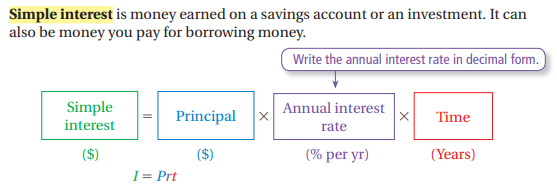 Simple interest is money earned on a savings account or an investment. It can
also be money you pay for borrowing money.
Write the annual interest rate in decimal form.
Simple interest = Principal × Annual interest rate × Time
($) ($) (% per yr) (Years)
I = Prt